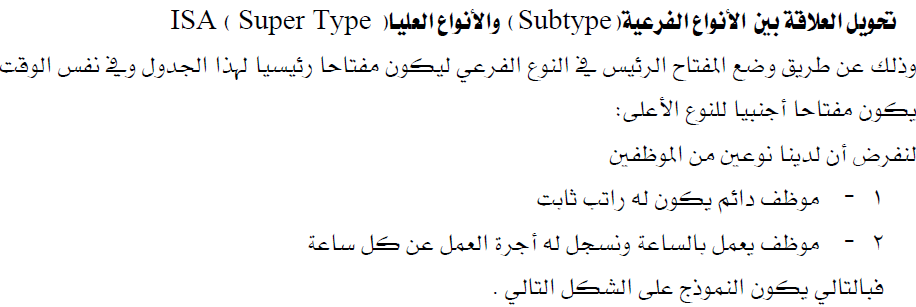 تحويل العلاقة بين الأنواع الفرعية( Subtype ) والأنواع العليا( Super Type ) ISA
وذلك عن طريق وضع المفتاح الرئيس في النوع الفرعي ليكون مفتاحا رئيسيا لهذا الجدول وفي نفس الوقت
يكون مفتاحا أجنبيا للنوع الأعلى:
لنفرض أن لدينا نوعين من الموظفين
١ - موظف دائم يكون له راتب ثابت
٢ - موظف يعمل بالساعة ونسجل له أجرة العمل عن كل ساعة
فبالتالي يكون النموذج على الشكل التالي .